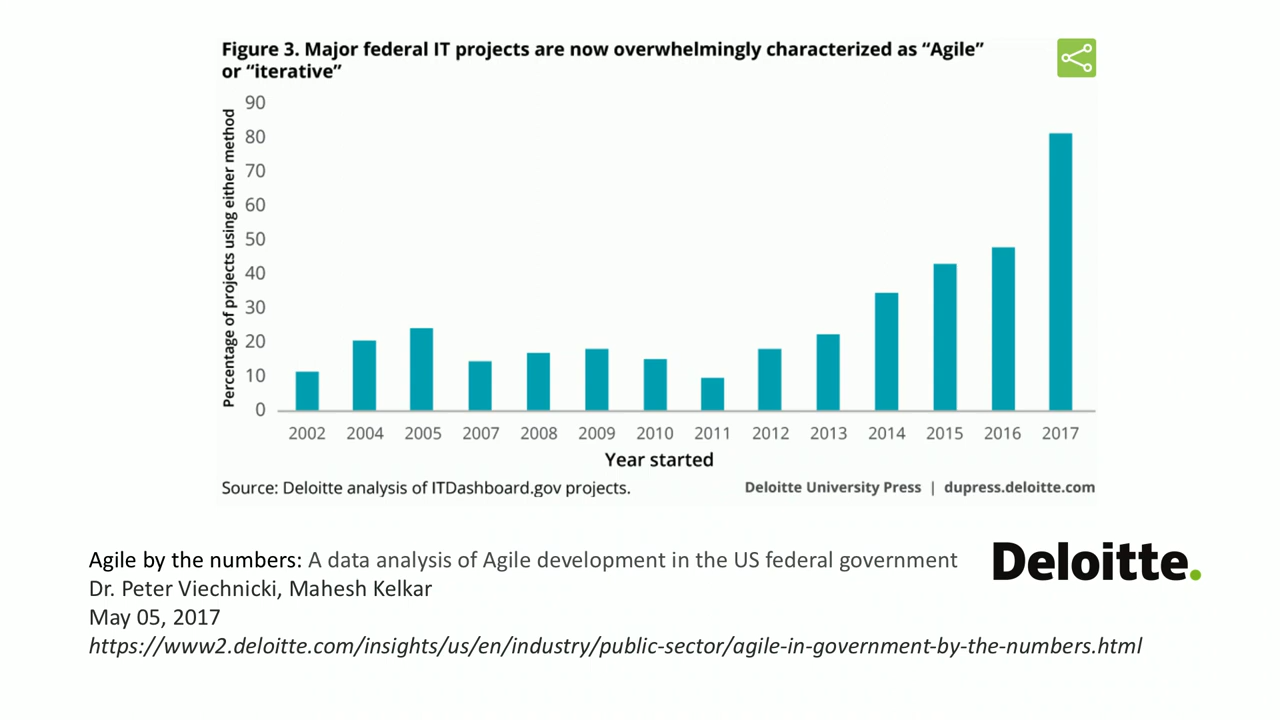 Figure 3. Major federal IT projects are now overwhelmingly characterized as “Agile”
or “iterative”
Percentage of projects using either method
90
80
70
60
50
40
30
20
10
0
2002 2004 2005 2007 2008 2009 2010 2011 2012 2013 2014 2015 2016 2017
Year started
Source: Deloitte analysis of ITDashboard.gov projects.
Deloitte University Press | dupress.deloitte.com
Agile by the numbers: A data analysis of Agile development in the US federal government
Deloitte.
Dr. Peter Viechnicki, Mahesh Kelkar
May 05, 2017
https://www2.deloitte.com/insights/us/en/industry/public-sector/agile-in-government-by-the-numbers.html